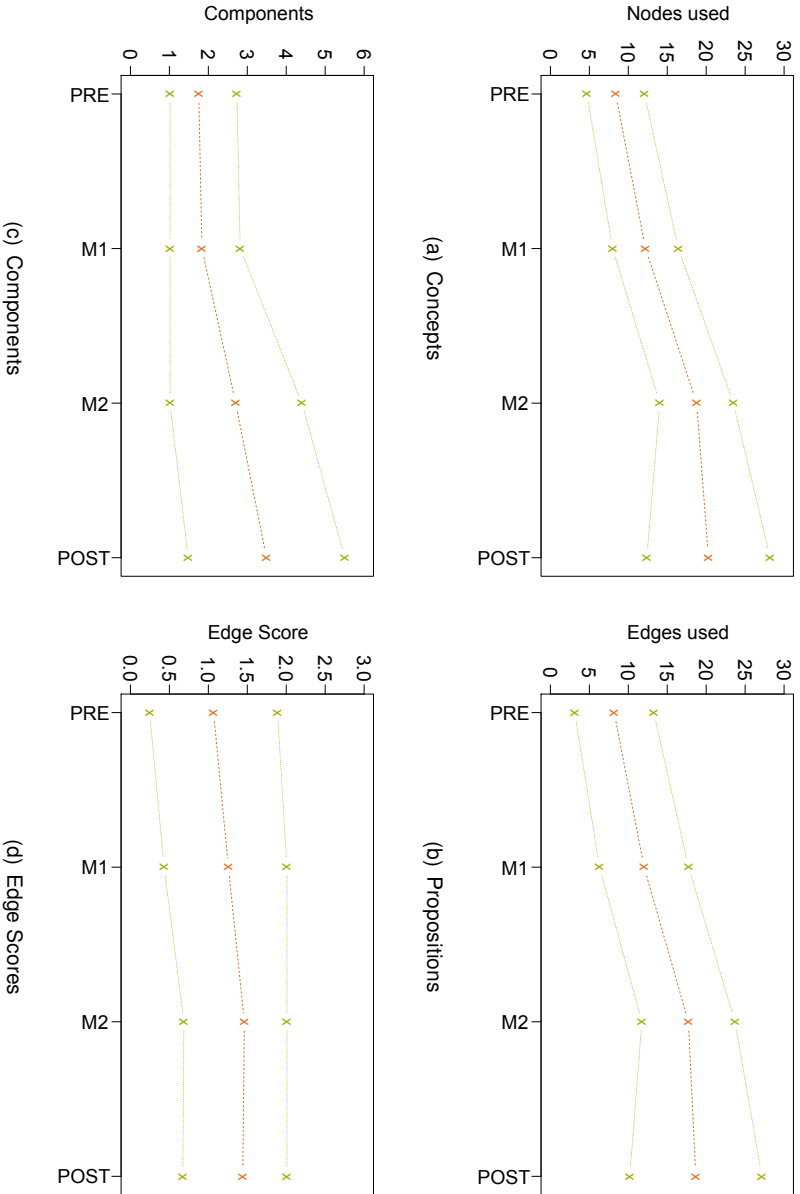 Nodes used
0 5 10 15 20 25 30
PRE M1 M2 POST
(a) Concepts
Edges used
0 5 10 15 20 25 30
PRE M1 M2 POST
(b) Propositions
Components
0 1 2 3 4 5 6
PRE M1 M2 POST
(c) Components
Edge Score
0.0 0.5 1.0 1.5 2.0 2.5 3.0
PRE M1 M2 POST
(d) Edge Scores